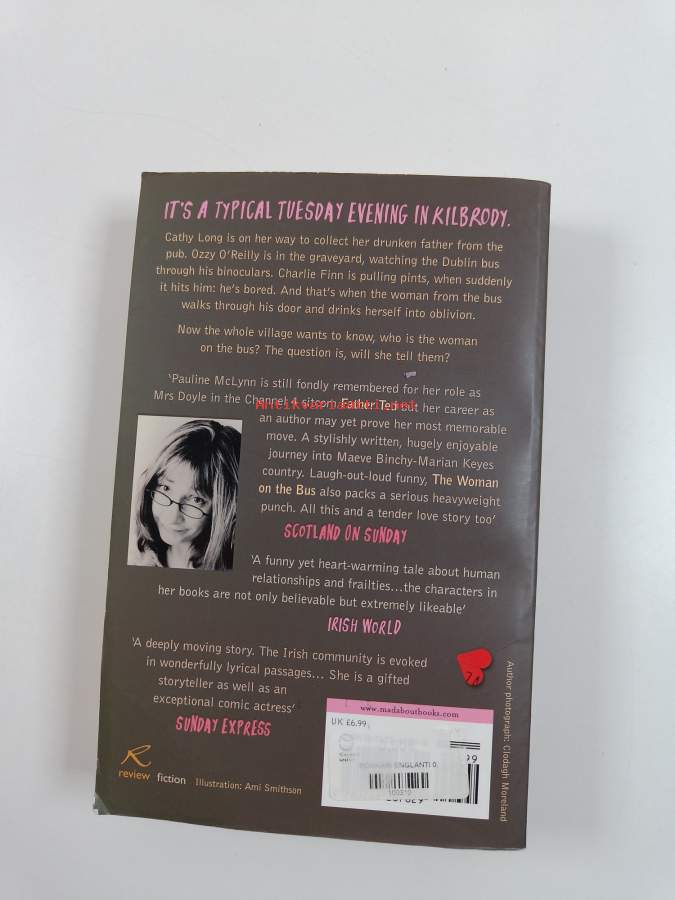 IT'S A TYPICAL TUESDAY EVENING IN KILBRODY.
Cathy Long is on her way to collect her drunken father from the
pub. Ozzy O'Reilly is in the graveyard, watching the Dublin bus
through his binoculars. Charlie Finn is pulling pints, when suddenly
it hits him: he's bored. And that's when the woman from the bus
walks through his door and drinks herself into oblivion.
Now the whole village wants to know, who is the woman
on the bus? The question is, will she tell them?
'Pauline McLynn is still fondly remembered for her role as
Mrs Doyle in the Channel 4 sitcom Father Ted but her career as
an author may yet prove her most memorable
move. A stylishly written, hugely enjoyable
journey into Maeve Binchy-Marian Keyes
country. Laugh-out-loud funny, The Woman
on the Bus also packs a serious heavyweight
punch. All this and a tender love story too'
SCOTLAND ON SUNDAY
'A funny yet heart-warming tale about human
relationships and frailties...the characters in
her books are not only believable but extremely likeable'
IRISH WORLD
'A deeply moving story. The Irish community is evoked
in wonderfully lyrical passages... She is a gifted
storyteller as well as an
exceptional comic actress'
SUNDAY EXPRESS
Author photograph: Clodagh Moreland
www.madaboutbooks.com
UK £6.99
99
R
review fiction Illustration: Ami Smithson